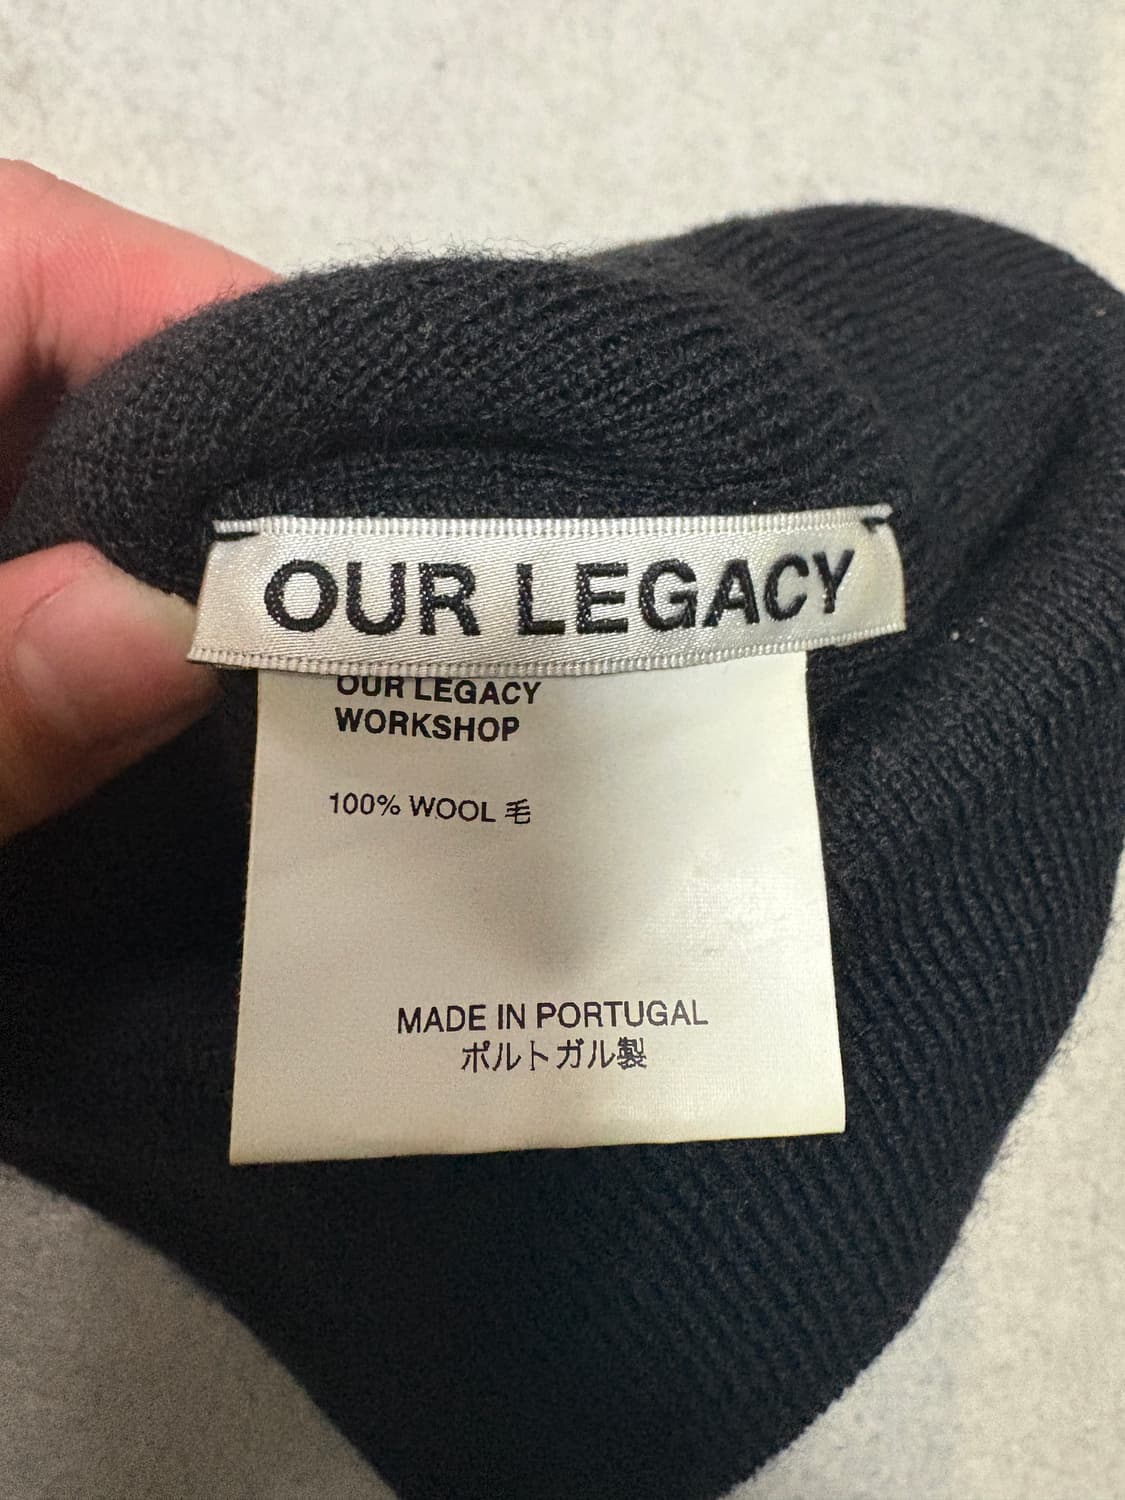 OUR LEGACY
OUR LEGACY
WORKSHOP
100% WOOL 毛
MADE IN PORTUGAL
ポルトガル製